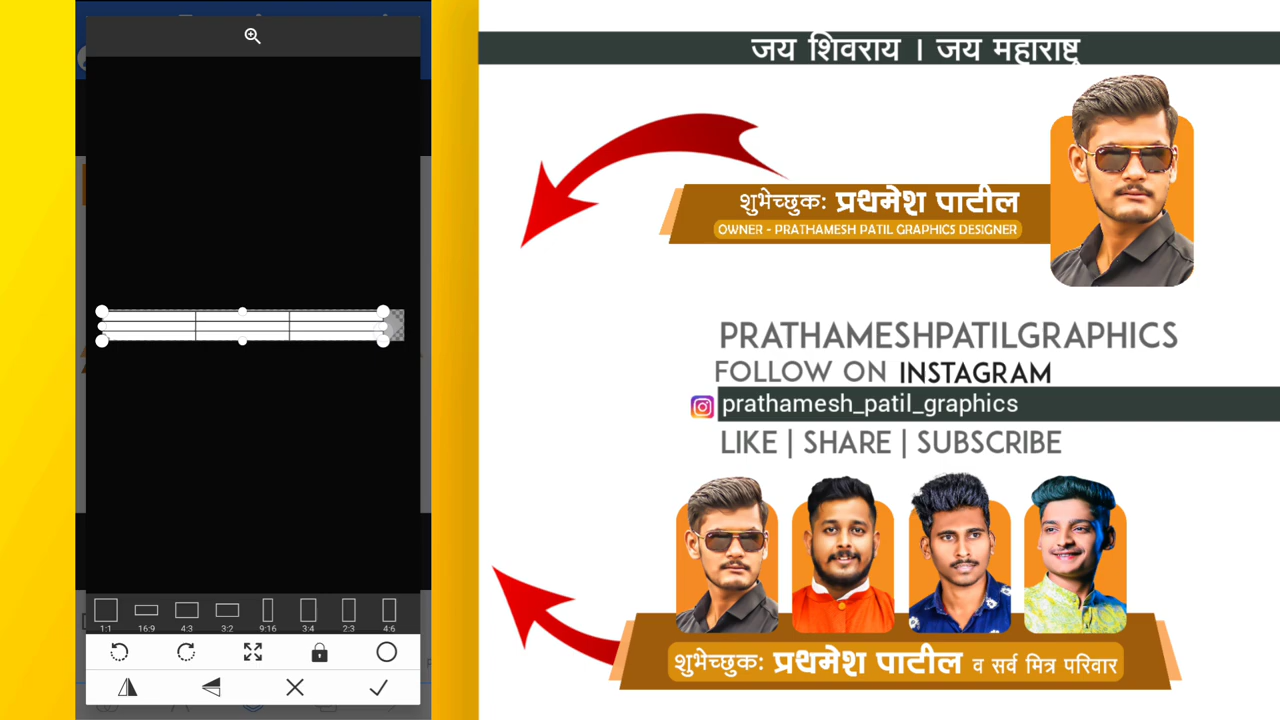 जय शिवराय । जय महाराष्ट्र
शुभेच्छुक: प्रथमेश पाटील
OWNER - PRATHAMESH PATIL GRAPHICS DESIGNER
PRATHAMESHPATILGRAPHICS
FOLLOW ON INSTAGRAM
prathamesh_patil_graphics
LIKE | SHARE | SUBSCRIBE
शुभेच्छुक: प्रथमेश पाटील व सर्व मित्र परिवार
1:1 16:9 4:3 3:2 9:16 3:4 2:3 4:6